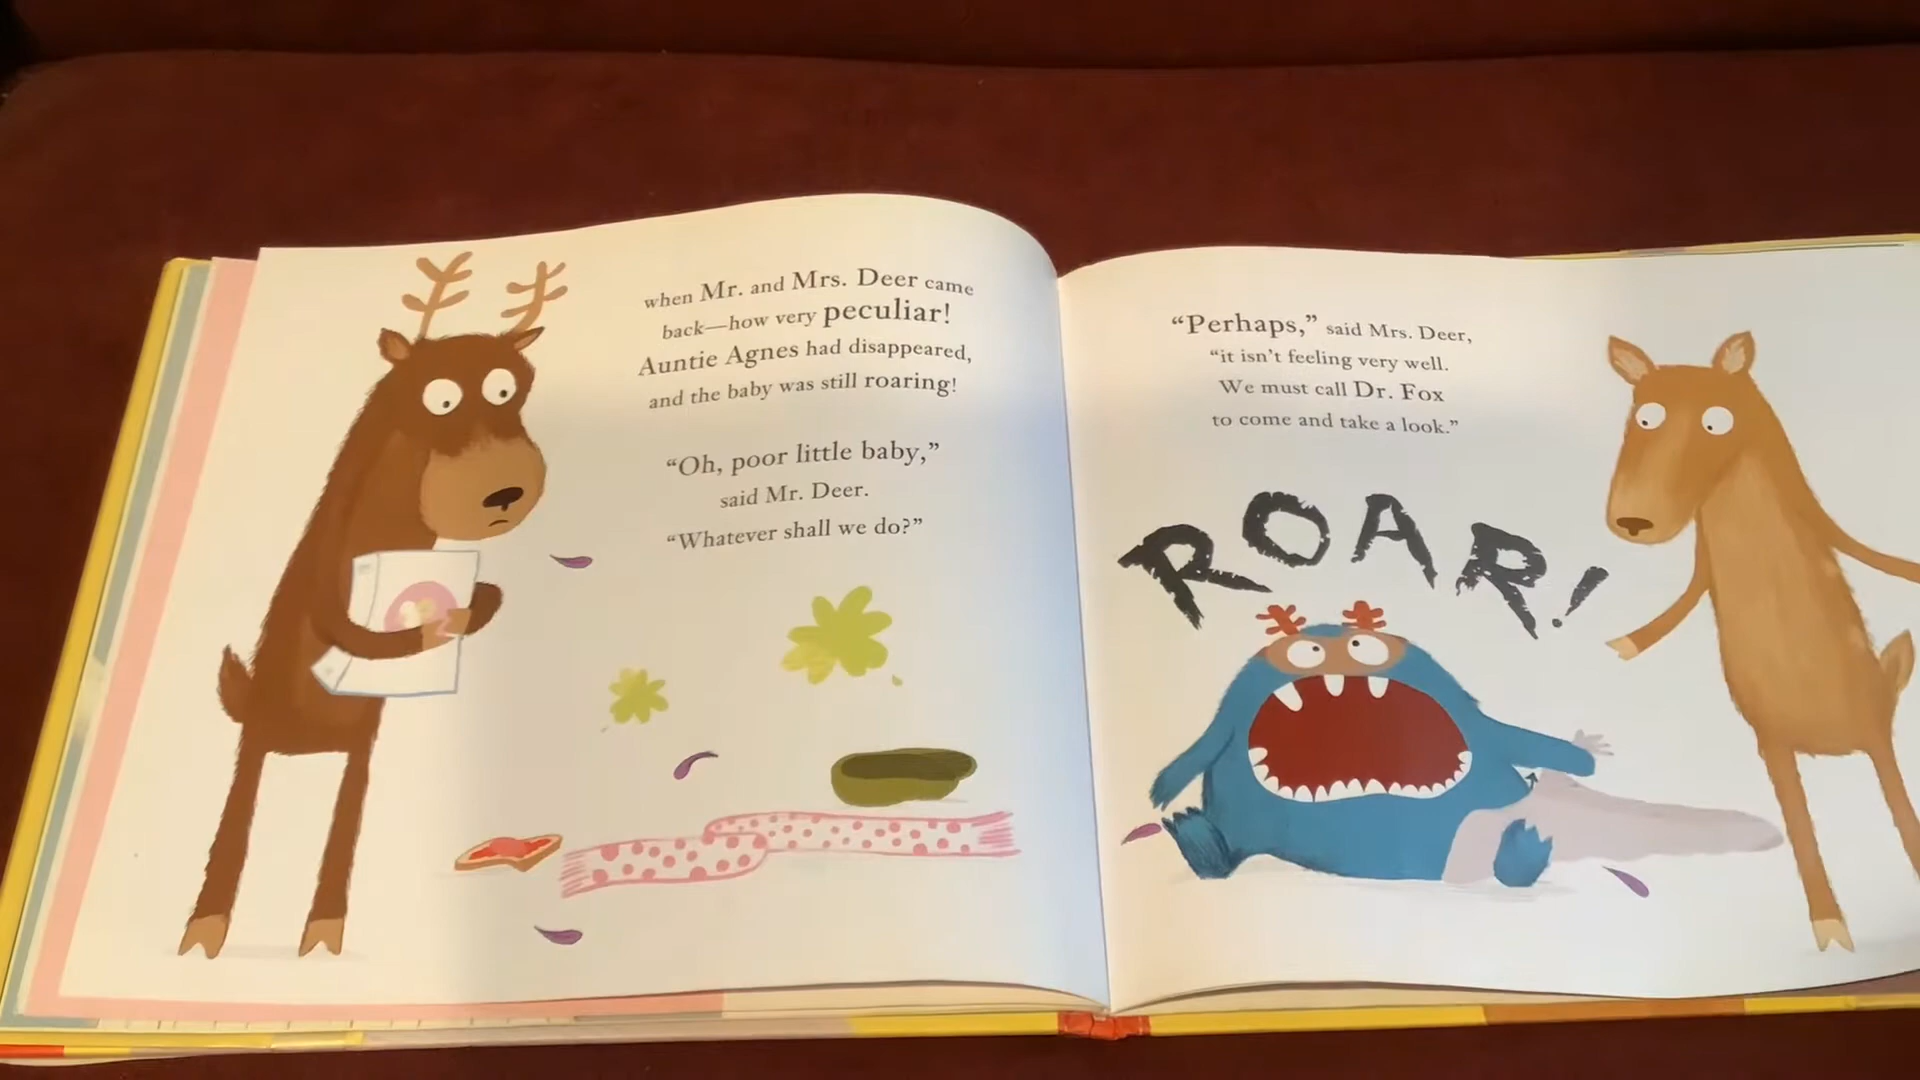 when Mr. and Mrs. Deer came
back—how very peculiar!
Auntie Agnes had disappeared,
and the baby was still roaring!
“Oh, poor little baby,”
said Mr. Deer.
“Whatever shall we do?”
“Perhaps,” said Mrs. Deer,
“it isn’t feeling very well.
We must call Dr. Fox
to come and take a look.”
ROAR!